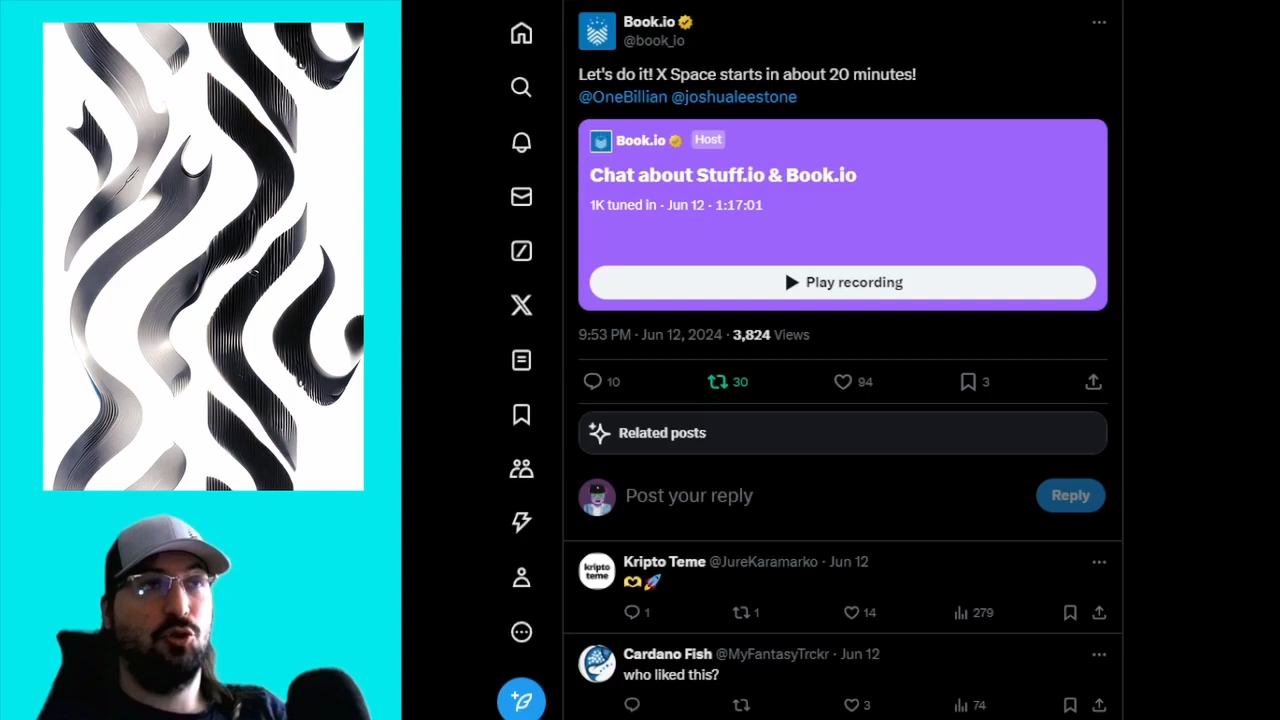 Book.io
@book_io
Let's do it! X Space starts in about 20 minutes!
@OneBillian @joshualeestone
Book.io Host
Chat about Stuff.io & Book.io
1K tuned in · Jun 12 · 1:17:01
Play recording
9:53 PM · Jun 12, 2024 · 3,824 Views
10 30 94 3
Related posts
Post your reply
Reply
kripto teme
Kripto Teme @JureKaramarko · Jun 12
🫶🚀
1 1 14 279
Cardano Fish @MyFantasyTrckr · Jun 12
who liked this?
3 74